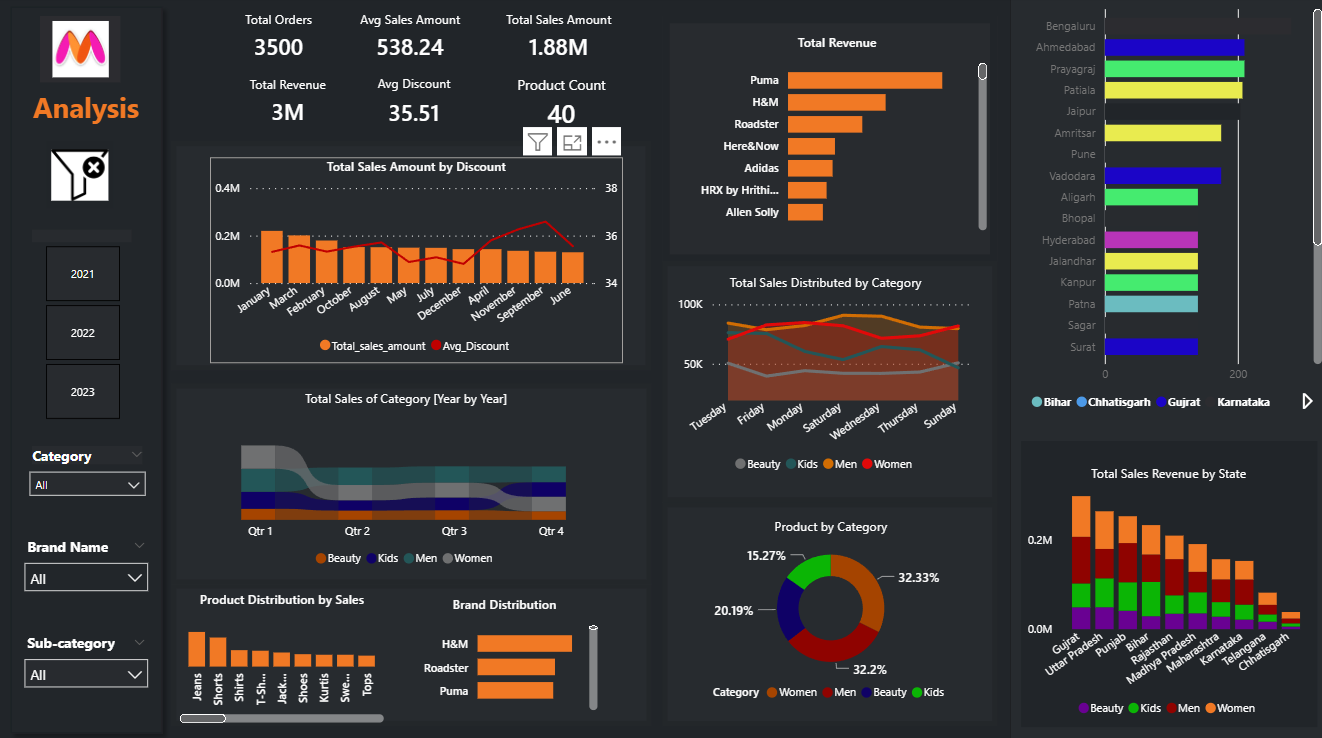 Analysis
2021
2022
2023
Category
All
Brand Name
All
Sub-category
All
Total Orders
3500
Avg Sales Amount
538.24
Total Sales Amount
1.88M
Total Revenue
3M
Avg Discount
35.51
Product Count
40
Total Sales Amount by Discount
0.4M
0.2M
0.0M
38
36
34
January
March
February
October
August
May
July
December
April
November
September
June
Total_sales_amount
Avg_Discount
Total Sales of Category [Year by Year]
Qtr 1
Qtr 2
Qtr 3
Qtr 4
Beauty
Kids
Men
Women
Product Distribution by Sales
Jeans
Shorts
Shirts
T-Sh...
Jack...
Shoes
Kurtis
Swe...
Tops
Brand Distribution
H&M
Roadster
Puma
Total Revenue
Puma
H&M
Roadster
Here&Now
Adidas
HRX by Hrithi...
Allen Solly
Total Sales Distributed by Category
100K
50K
Tuesday
Friday
Monday
Saturday
Wednesday
Thursday
Sunday
Beauty
Kids
Men
Women
Product by Category
15.27%
32.33%
20.19%
32.2%
Category
Women
Men
Beauty
Kids
Bengaluru
Ahmedabad
Prayagraj
Patiala
Jaipur
Amritsar
Pune
Vadodara
Aligarh
Bhopal
Hyderabad
Jalandhar
Kanpur
Patna
Sagar
Surat
0
200
Bihar
Chhatisgarh
Gujrat
Karnataka
Total Sales Revenue by State
0.2M
0.0M
Gujrat
Uttar Pradesh
Punjab
Bihar
Rajasthan
Madhya Pradesh
Maharashtra
Karnataka
Telangana
Chhatisgarh
Beauty
Kids
Men
Women